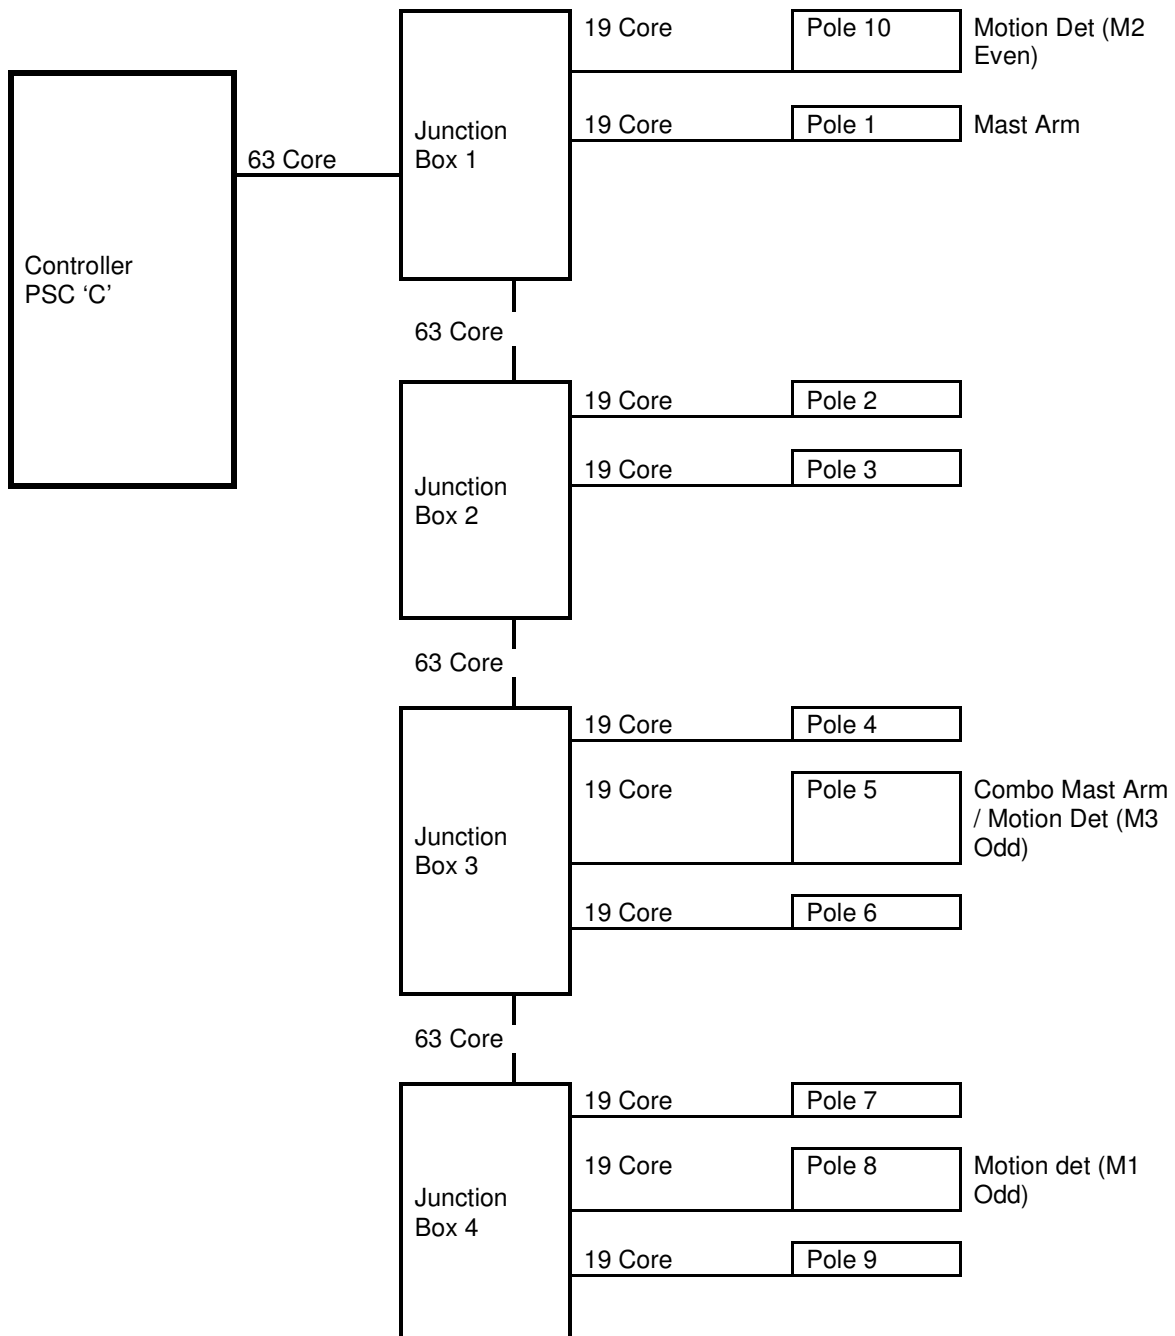 19 Core
Pole 10
Motion Det (M2
Even)
19 Core
Pole 1
Mast Arm
Junction
Box 1
63 Core
Controller
PSC ‘C’
63 Core
19 Core
Pole 2
19 Core
Pole 3
Junction
Box 2
63 Core
19 Core
Pole 4
19 Core
Pole 5
Combo Mast Arm
/ Motion Det (M3
Odd)
Junction
Box 3
19 Core
Pole 6
63 Core
19 Core
Pole 7
19 Core
Pole 8
Motion det (M1
Odd)
Junction
Box 4
19 Core
Pole 9